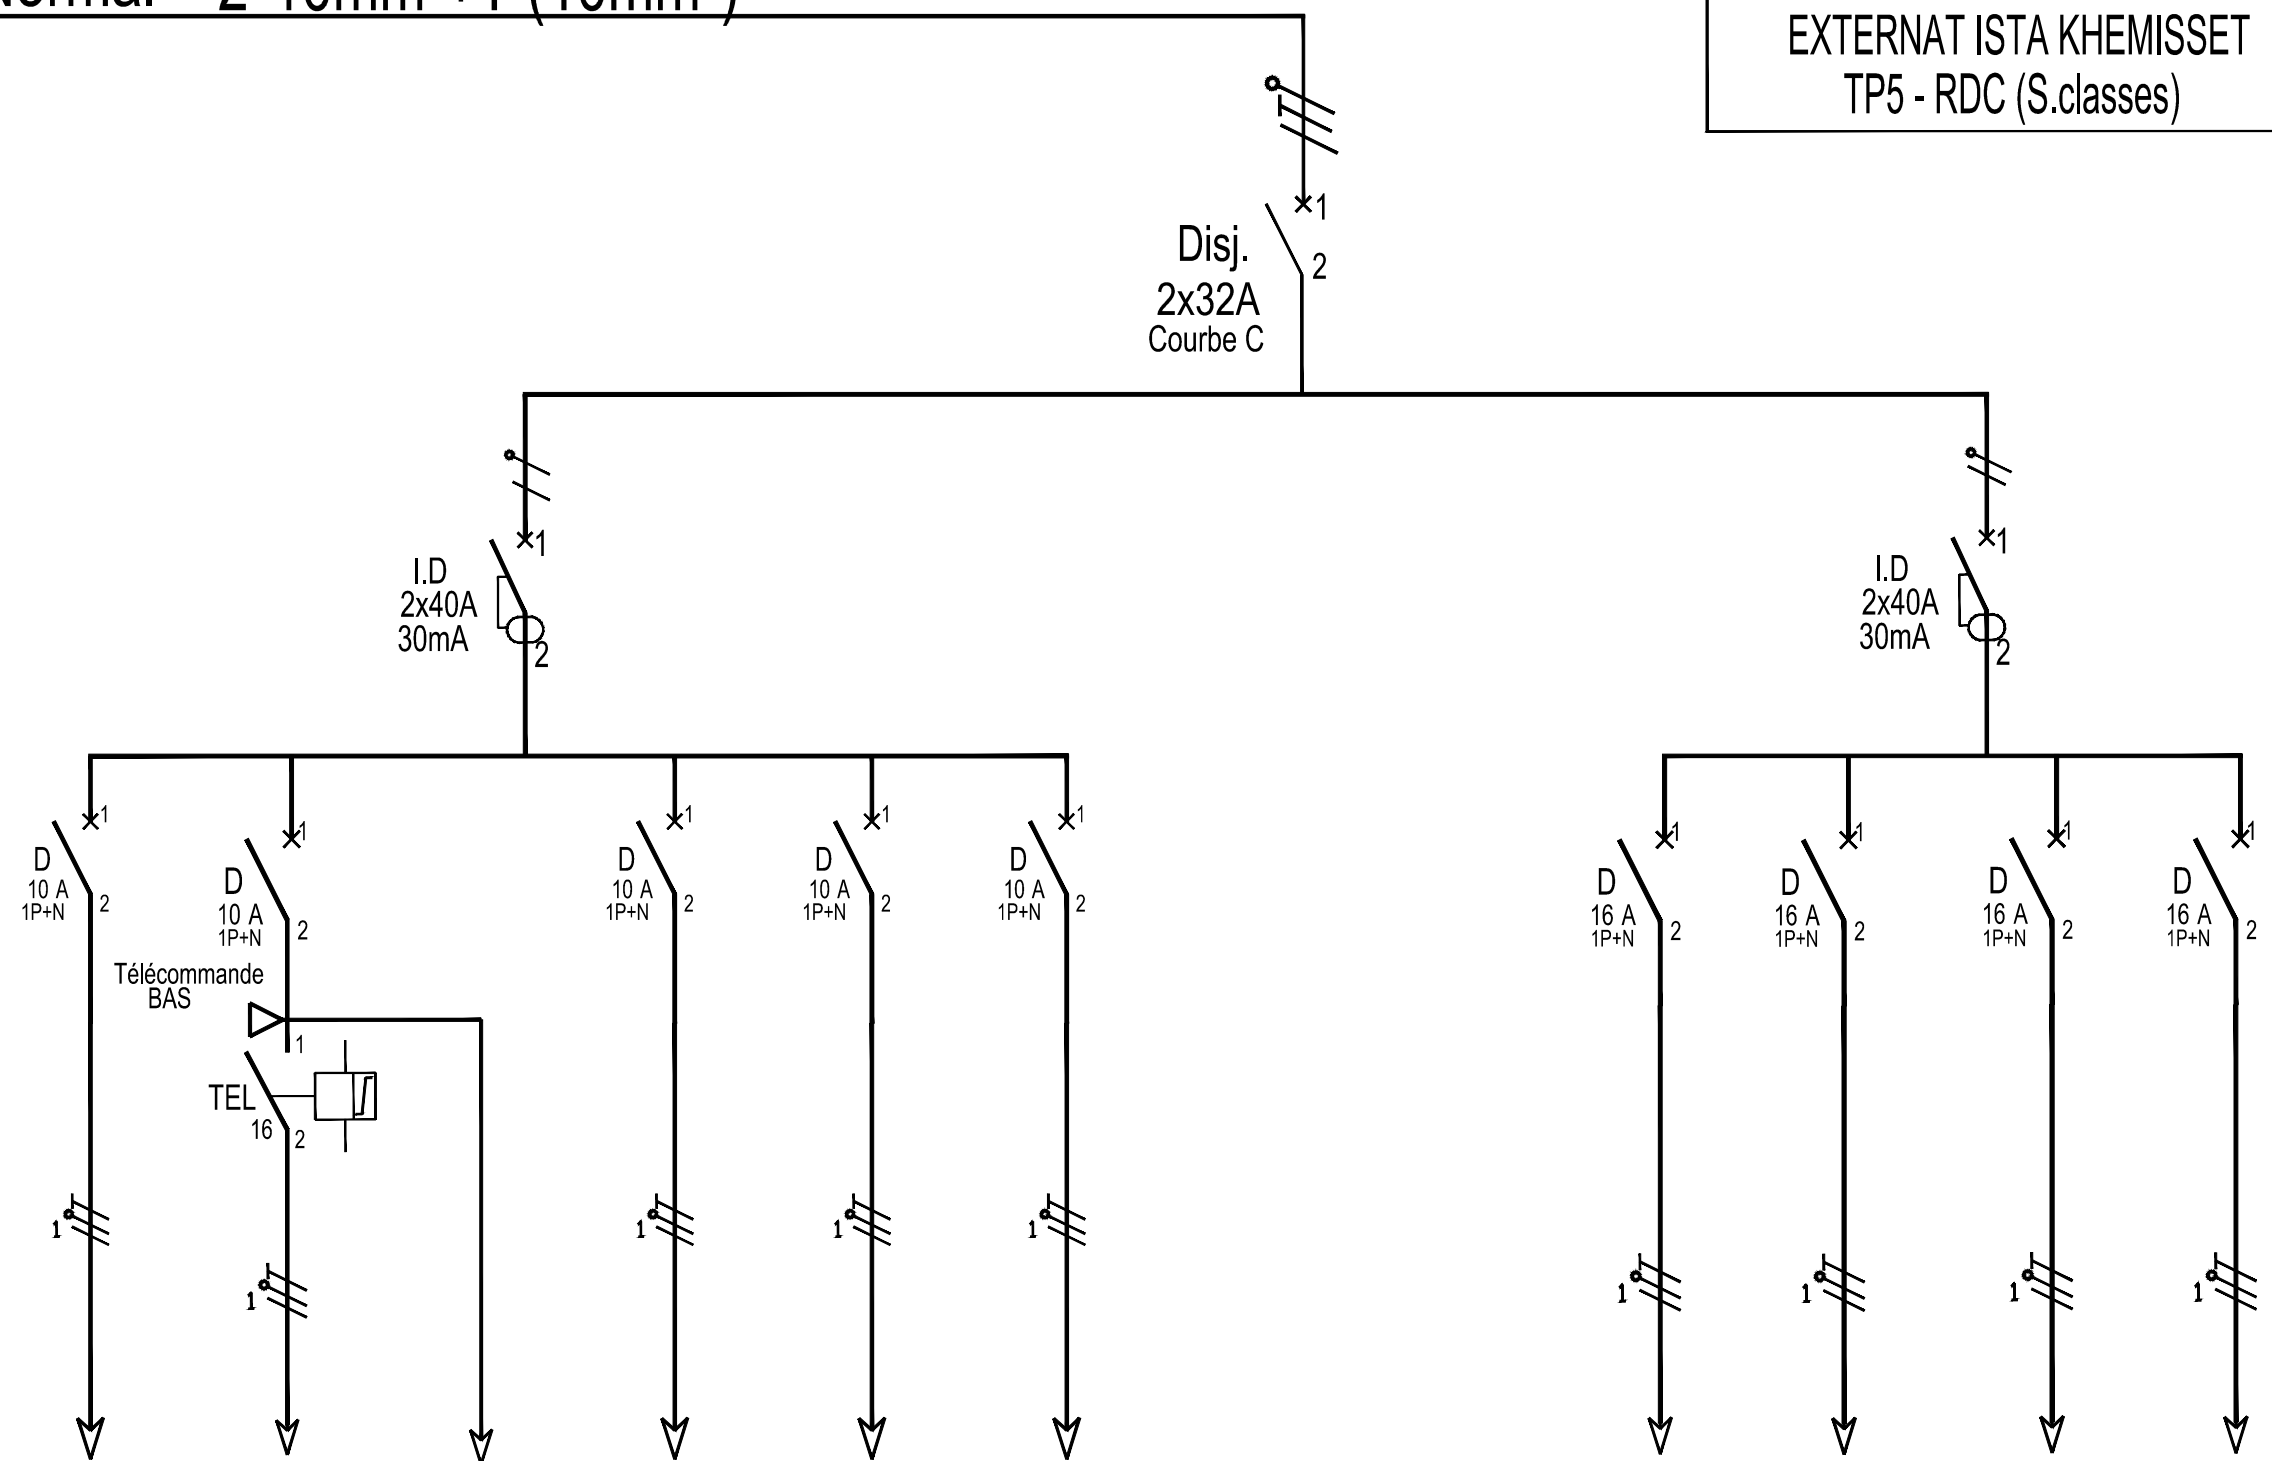 EXTERNAT ISTA KHEMISSET
TP5 - RDC (S.classes)
1
Disj.
2
2x32A
Courbe C
1
I.D
2x40A
30mA
2
1
I.D
2x40A
30mA
2
1
D
10 A
1P+N
2
1
D
10 A
1P+N
2
1
D
10 A
1P+N
2
1
D
10 A
1P+N
2
1
D
10 A
1P+N
2
1
D
16 A
1P+N
2
1
D
16 A
1P+N
2
1
D
16 A
1P+N
2
1
D
16 A
1P+N
2
Télécommande
BAS
1
TEL
16
2
1
1
1
1
1
1
1
1
1